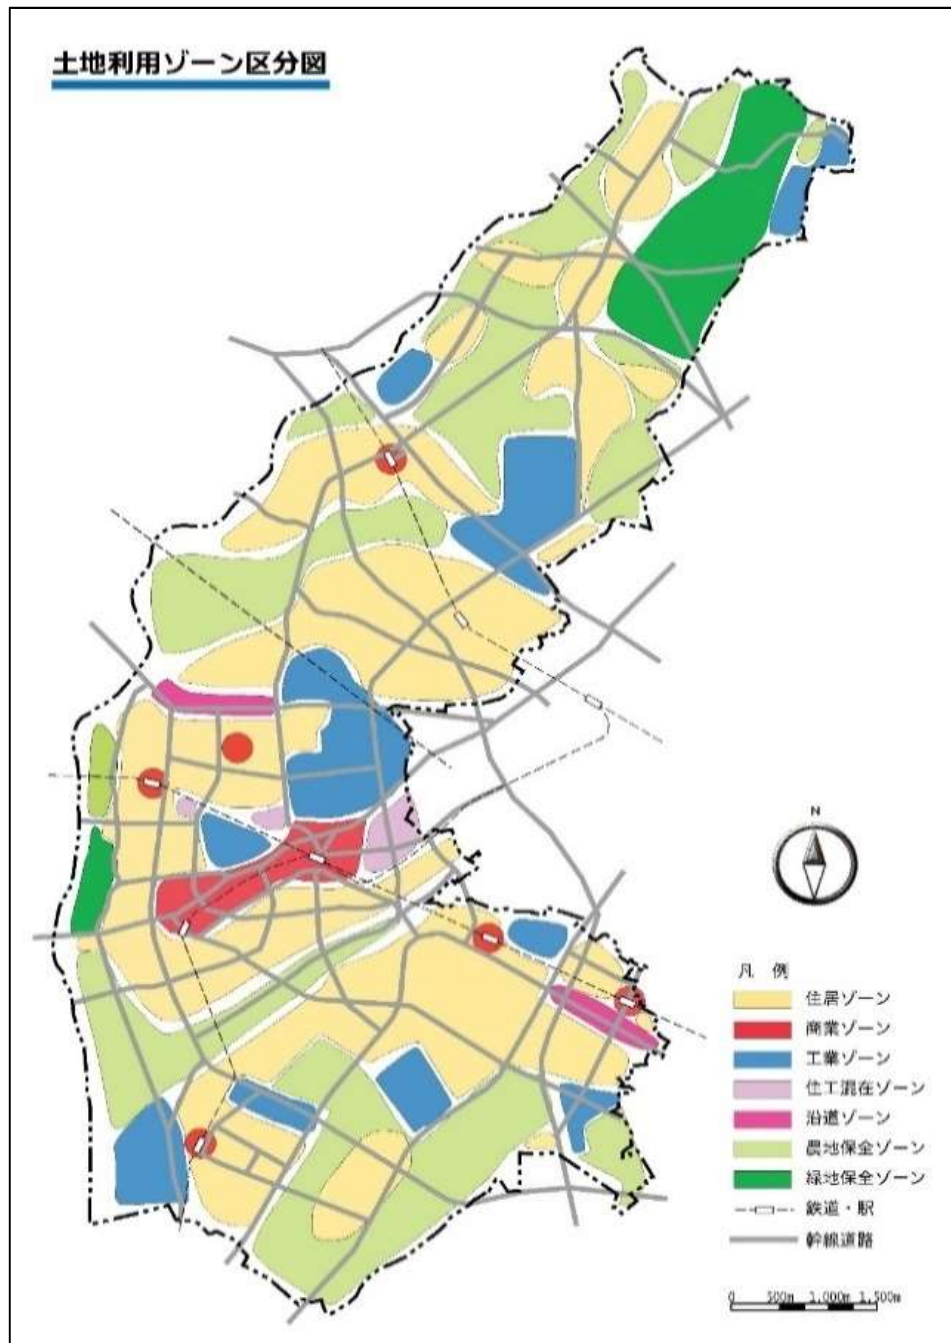 土地利用ゾーン区分図
N
凡 例
住居ゾーン
商業ゾーン
工業ゾーン
住工混在ゾーン
沿道ゾーン
農地保全ゾーン
緑地保全ゾーン
鉄道・駅
幹線道路
0 500m 1,000m 1,500m